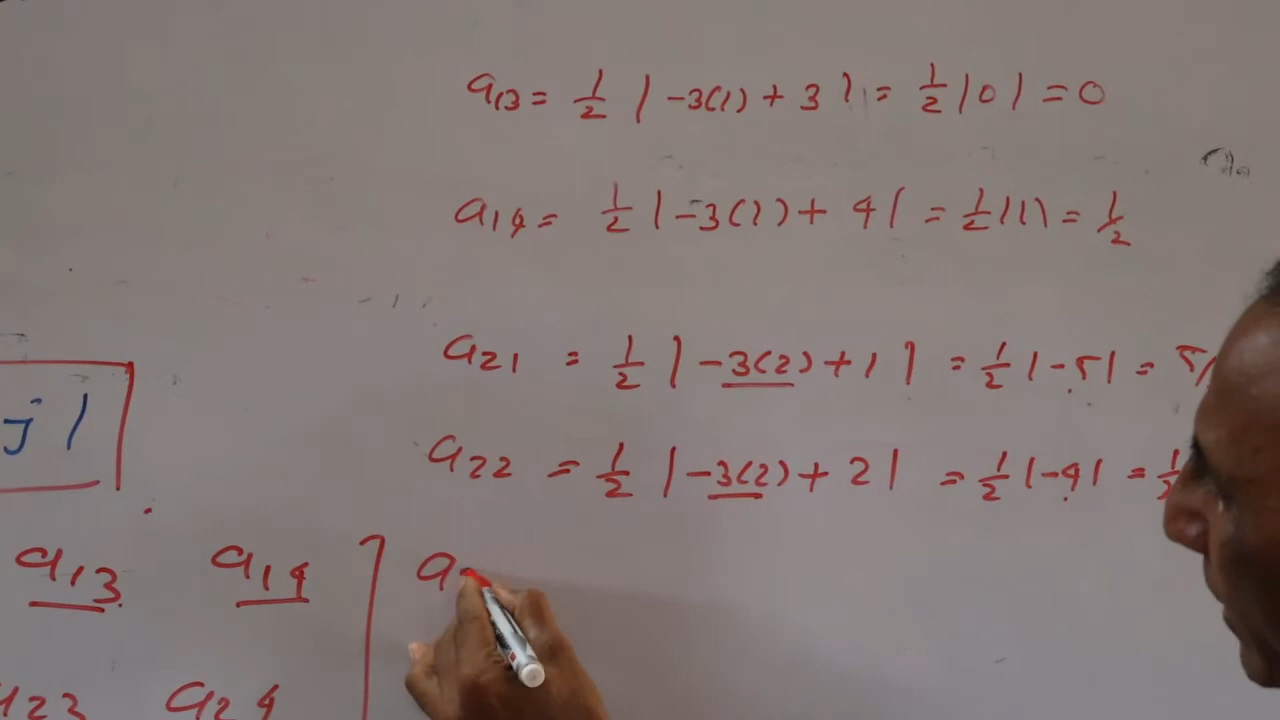 a13 = 1/2 |-3(1) + 3| = 1/2 |0| = 0
a14 = 1/2 |-3(1) + 4| = 1/2 |1| = 1/2
a21 = 1/2 |-3(2) + 1| = 1/2 |-5| = 5/
a22 = 1/2 |-3(2) + 2| = 1/2 |-4| =
j|
a13 a14
a23 a24